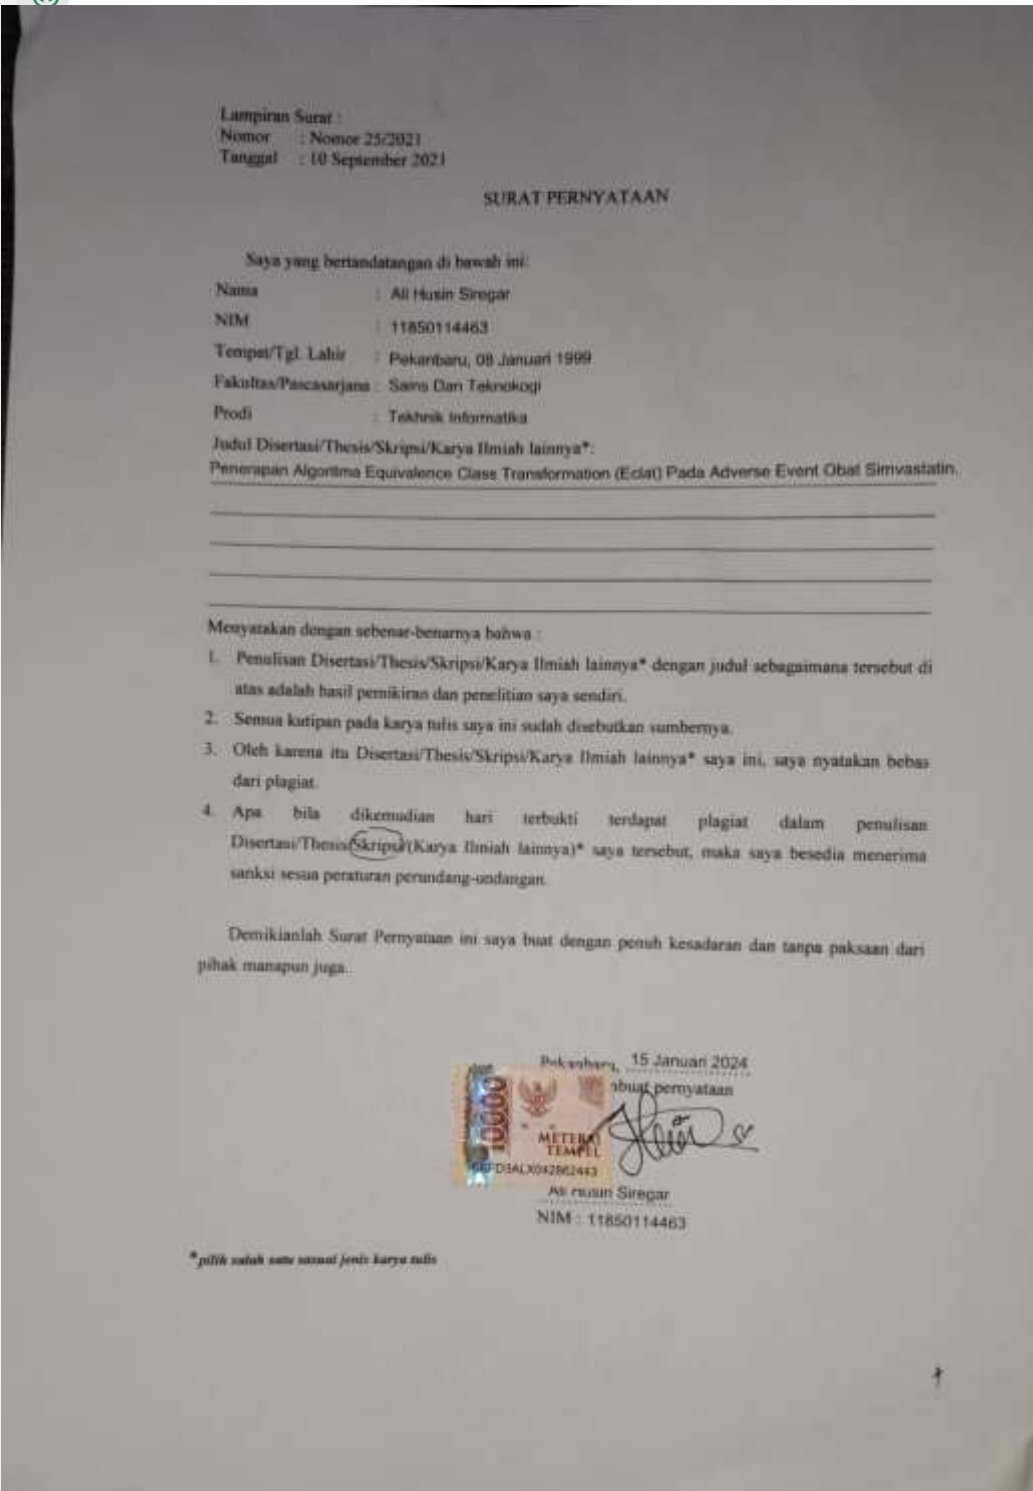 Lampiran Surat :
Nomor : Nomor 25/2021
Tanggal : 10 September 2021
SURAT PERNYATAAN
Saya yang bertandatangan di bawah ini:
Nama : Ali Husin Siregar
NIM : 11850114463
Tempat/Tgl. Lahir : Pekanbaru, 08 Januari 1999
Fakultas/Pascasarjana : Sains Dan Teknokogi
Prodi : Tekhnik Informatika
Judul Disertasi/Thesis/Skripsi/Karya Ilmiah lainnya*:
Penerapan Algoritma Equivalence Class Transformation (Eclat) Pada Adverse Event Obat Simvastatin.
Menyatakan dengan sebenar-benarnya bahwa :
1. Penulisan Disertasi/Thesis/Skripsi/Karya Ilmiah lainnya* dengan judul sebagaimana tersebut di
atas adalah hasil pemikiran dan penelitian saya sendiri.
2. Semua kutipan pada karya tulis saya ini sudah disebutkan sumbernya.
3. Oleh karena itu Disertasi/Thesis/Skripsi/Karya Ilmiah lainnya* saya ini, saya nyatakan bebas
dari plagiat.
4. Apa bila dikemudian hari terbukti terdapat plagiat dalam penulisan
Disertasi/Thesis/Skripsi/(Karya Ilmiah lainnya)* saya tersebut, maka saya besedia menerima
sanksi sesua peraturan perundang-undangan.
Demikianlah Surat Pernyataan ini saya buat dengan penuh kesadaran dan tanpa paksaan dari
pihak manapun juga.
Pekanbaru, 15 Januari 2024
buat pernyataan
10000
METERAI
TEMPEL
Ali Husin Siregar
NIM : 11850114463
*pilih salah satu sasuai jenis karya tulis